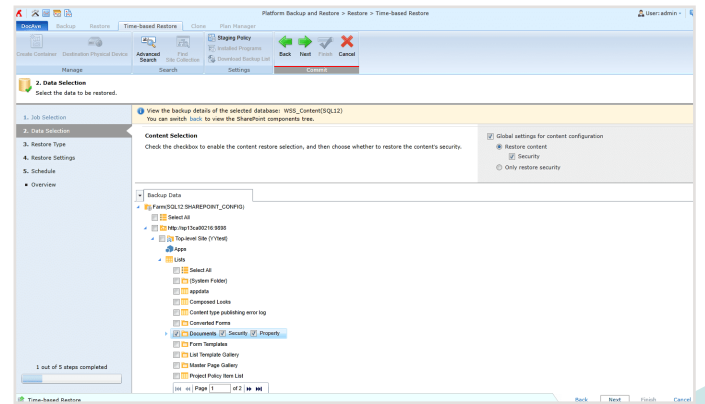 Platform Backup and Restore > Restore > Time-based Restore
User: admin
DocAve Backup Restore Time-based Restore Clone Plan Manager
Create Container
Destination Physical Device
Manage
Advanced Search
Find Site Collection
Search
Staging Policy
Installed Programs
Download Backup List
Settings
Back Next Finish Cancel
Commit
2. Data Selection
Select the data to be restored.
1. Job Selection
2. Data Selection
3. Restore Type
4. Restore Settings
5. Schedule
Overview
1 out of 5 steps completed
View the backup details of the selected database: WSS_Content(SQL12)
You can switch back to view the SharePoint components tree.
Content Selection
Check the checkbox to enable the content restore selection, and then choose whether to restore the content's security.
Global settings for content configuration
Restore content
Security
Only restore security
Backup Data
Farm(SQL12:SHAREPOINT_CONFIG)
Select All
http://sp13ca00216:9898
Top-level Site (YYtest)
Apps
Lists
Select All
{System Folder}
appdata
Composed Looks
Content type publishing error log
Converted Forms
Documents Security Property
Form Templates
List Template Gallery
Master Page Gallery
Project Policy Item List
Page 1 of 2
Time-based Restore
Back Next Finish Cancel